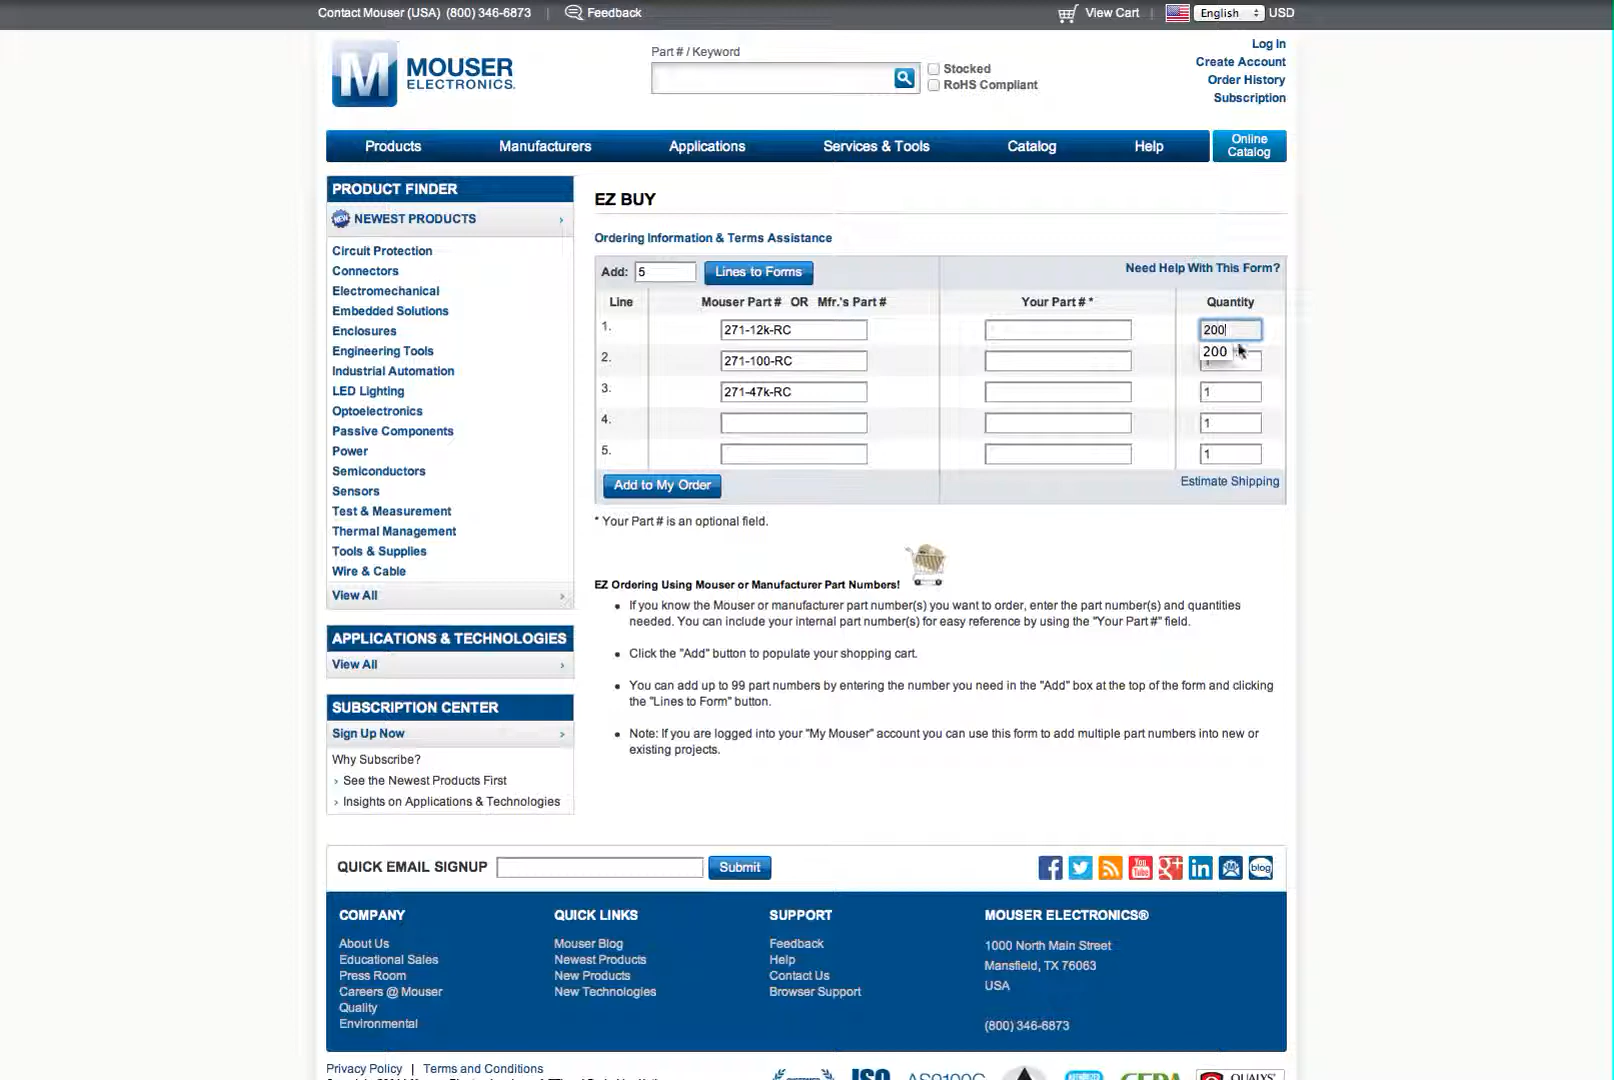 Contact Mouser (USA) (800) 346-6873 | Feedback View Cart | English USD
MOUSER
ELECTRONICS.
Part # / Keyword
Stocked
RoHS Compliant
Log In
Create Account
Order History
Subscription
Products Manufacturers Applications Services & Tools Catalog Help Online Catalog
PRODUCT FINDER
NEW NEWEST PRODUCTS ›
Circuit Protection
Connectors
Electromechanical
Embedded Solutions
Enclosures
Engineering Tools
Industrial Automation
LED Lighting
Optoelectronics
Passive Components
Power
Semiconductors
Sensors
Test & Measurement
Thermal Management
Tools & Supplies
Wire & Cable
View All ›
APPLICATIONS & TECHNOLOGIES
View All ›
SUBSCRIPTION CENTER
Sign Up Now ›
Why Subscribe?
› See the Newest Products First
› Insights on Applications & Technologies
EZ BUY
Ordering Information & Terms Assistance
Add: 5 Lines to Forms Need Help With This Form?
Line Mouser Part # OR Mfr.'s Part # Your Part # * Quantity
1. 271-12k-RC 200
200
2. 271-100-RC
3. 271-47k-RC 1
4. 1
5. 1
Add to My Order Estimate Shipping
* Your Part # is an optional field.
EZ Ordering Using Mouser or Manufacturer Part Numbers!
• If you know the Mouser or manufacturer part number(s) you want to order, enter the part number(s) and quantities
needed. You can include your internal part number(s) for easy reference by using the "Your Part #" field.
• Click the "Add" button to populate your shopping cart.
• You can add up to 99 part numbers by entering the number you need in the "Add" box at the top of the form and clicking
the "Lines to Form" button.
• Note: If you are logged into your "My Mouser" account you can use this form to add multiple part numbers into new or
existing projects.
QUICK EMAIL SIGNUP Submit
You Tube
blog
COMPANY
About Us
Educational Sales
Press Room
Careers @ Mouser
Quality
Environmental
QUICK LINKS
Mouser Blog
Newest Products
New Products
New Technologies
SUPPORT
Feedback
Help
Contact Us
Browser Support
MOUSER ELECTRONICS®
1000 North Main Street
Mansfield, TX 76063
USA
(800) 346-6873
Privacy Policy | Terms and Conditions